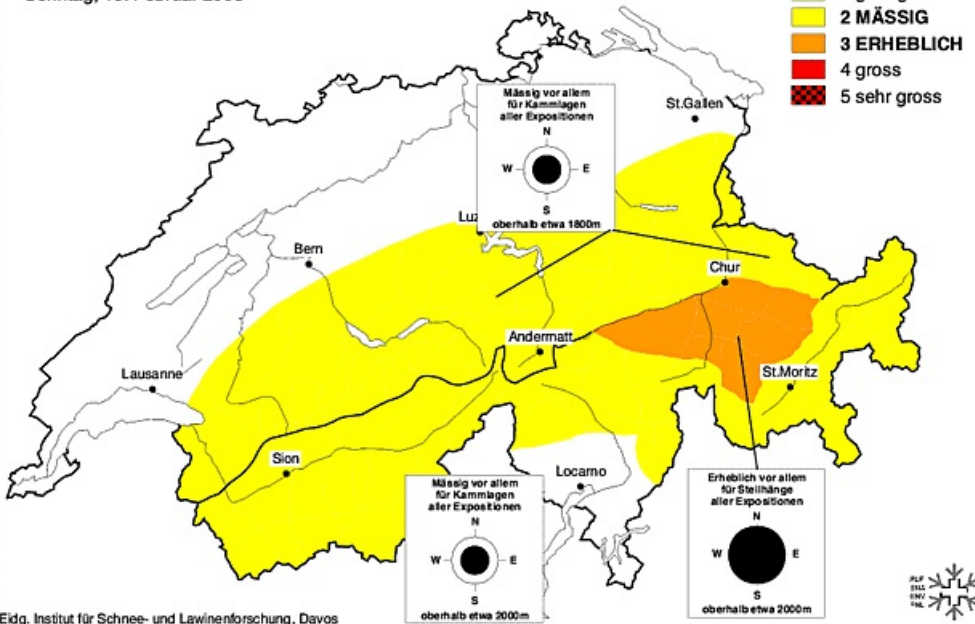 2 MÄSSIG
3 ERHEBLICH
4 gross
5 sehr gross
St.Gallen
Mässig vor allem
für Kammlagen
aller Expositionen
N
W E
S
oberhalb etwa 1800m
Luz
Bern
Chur
Andermatt
Lausanne
St.Moritz
Sion
Locarno
Mässig vor allem
für Kammlagen
aller Expositionen
N
W E
S
oberhalb etwa 2000m
Erheblich vor allem
für Steilhänge
aller Expositionen
N
W E
S
oberhalb etwa 2000m
SLF
Eidg. Institut für Schnee- und Lawinenforschung, Davos